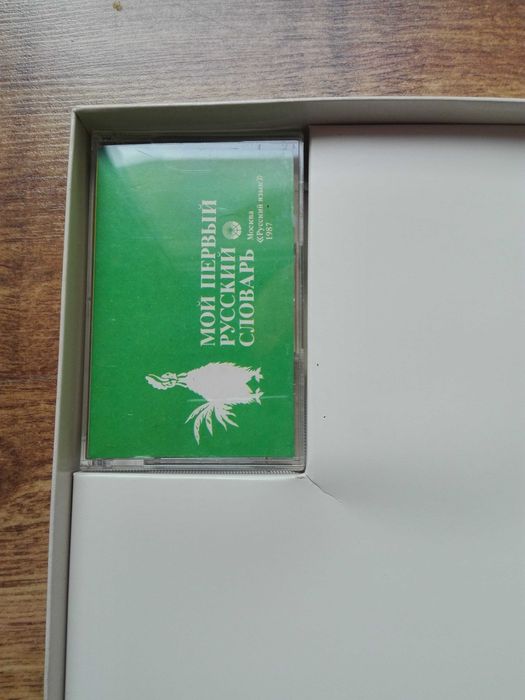 МОЙ ПЕРВЫЙ
РУССКИЙ
СЛОВАРЬ
Москва
«Русский язык»
1987